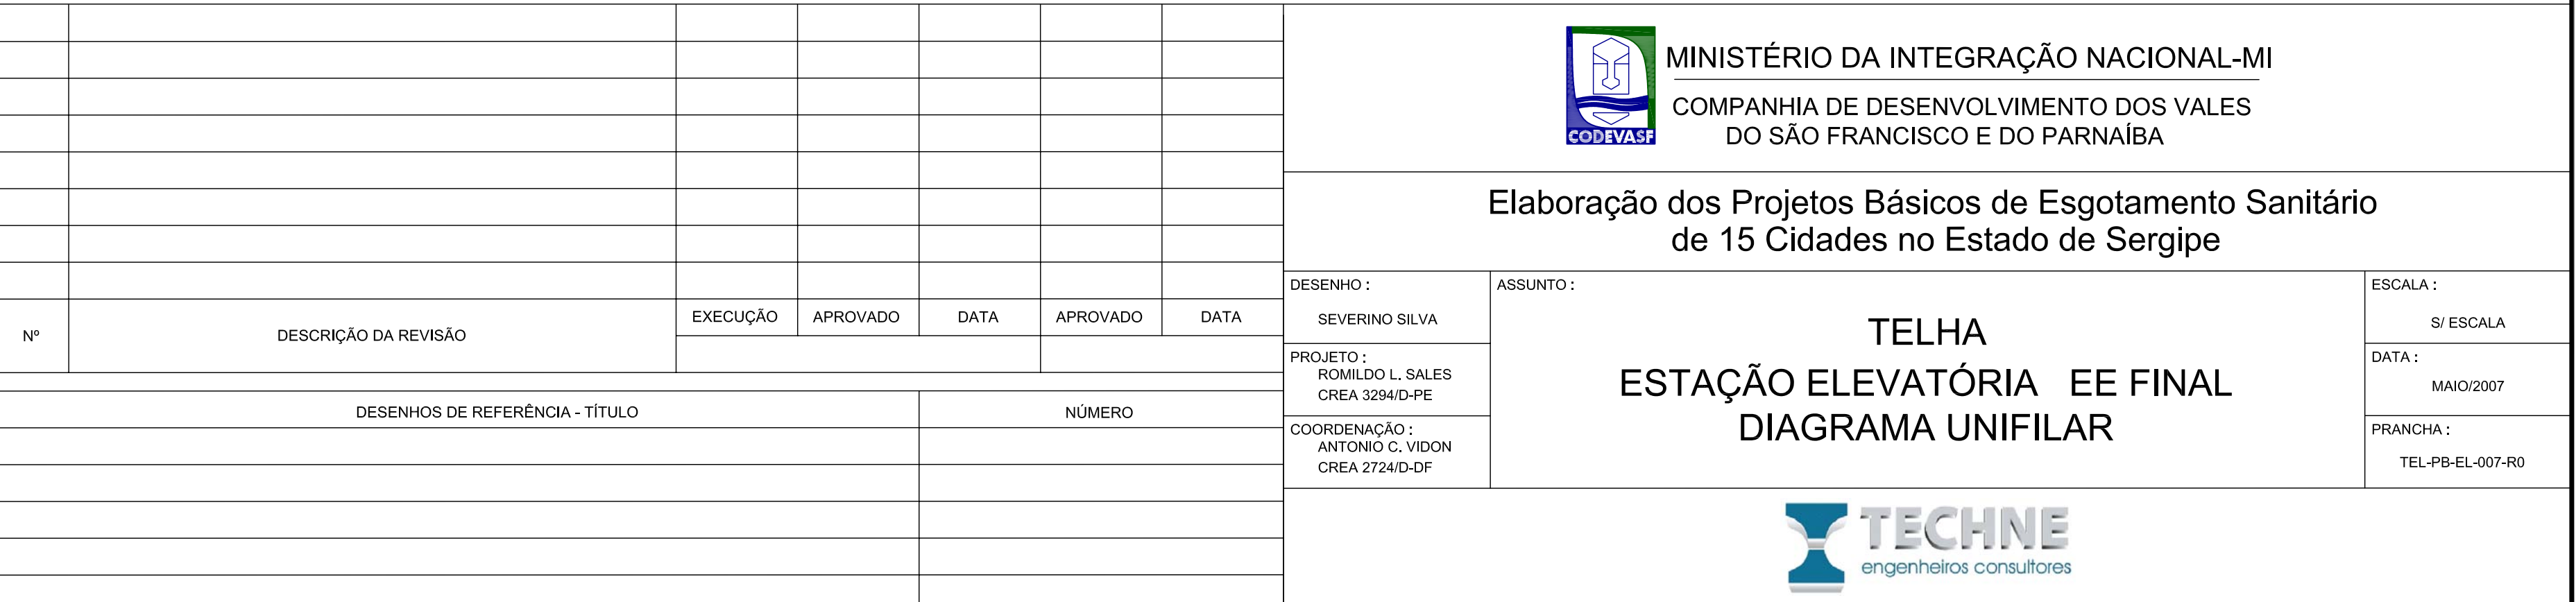 Nº
DESCRIÇÃO DA REVISÃO
EXECUÇÃO
APROVADO
DATA
APROVADO
DATA
DESENHOS DE REFERÊNCIA - TÍTULO
NÚMERO
CODEVASF
MINISTÉRIO DA INTEGRAÇÃO NACIONAL-MI
COMPANHIA DE DESENVOLVIMENTO DOS VALES
DO SÃO FRANCISCO E DO PARNAÍBA
Elaboração dos Projetos Básicos de Esgotamento Sanitário
de 15 Cidades no Estado de Sergipe
DESENHO :
SEVERINO SILVA
PROJETO :
ROMILDO L. SALES
CREA 3294/D-PE
COORDENAÇÃO :
ANTONIO C. VIDON
CREA 2724/D-DF
ASSUNTO :
TELHA
ESTAÇÃO ELEVATÓRIA EE FINAL
DIAGRAMA UNIFILAR
ESCALA :
S/ ESCALA
DATA :
MAIO/2007
PRANCHA :
TEL-PB-EL-007-R0
TECHNE
engenheiros consultores